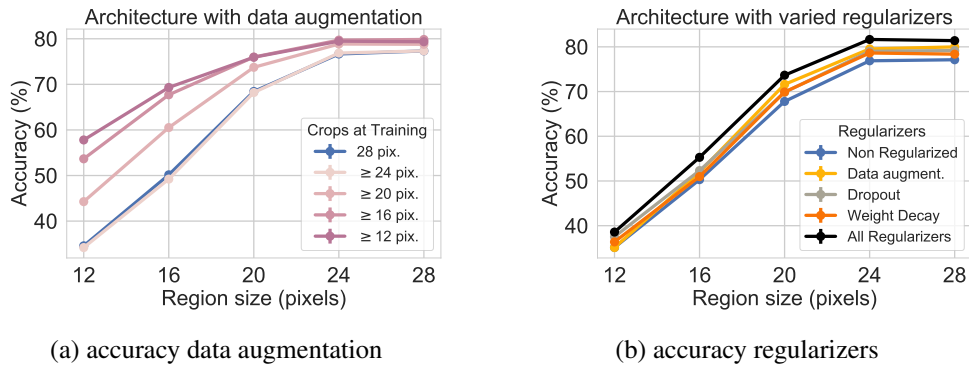 Architecture with data augmentation
80
70
60
50
40
Accuracy (%)
Crops at Training
28 pix.
≥ 24 pix.
≥ 20 pix.
≥ 16 pix.
≥ 12 pix.
12 16 20 24 28
Region size (pixels)
(a) accuracy data augmentation
Architecture with varied regularizers
80
70
60
50
40
Accuracy (%)
Regularizers
Non Regularized
Data augment.
Dropout
Weight Decay
All Regularizers
12 16 20 24 28
Region size (pixels)
(b) accuracy regularizers